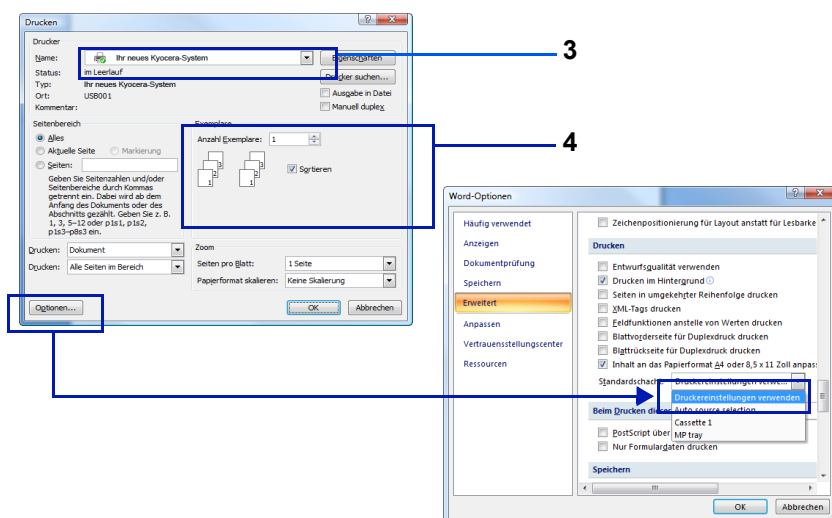 Drucken
Drucker
Name: Ihr neues Kyocera-System
Eigenschaften
3
Status: im Leerlauf
Drucker suchen...
Typ: Ihr neues Kyocera-System
Ort: USB001
Ausgabe in Datei
Kommentar:
Manuell duplex
Seitenbereich
Exemplare
Alles
Anzahl Exemplare: 1
4
Aktuelle Seite Markierung
Seiten:
Geben Sie Seitenzahlen und/oder
Seitenbereiche durch Kommas
getrennt ein. Dabei wird ab dem
Anfang des Dokuments oder des
Abschnitts gezählt. Geben Sie z. B.
1, 3, 5–12 oder p1s1, p1s2,
p1s3–p8s3 ein.
3
2
1
3
2
1
Sortieren
Drucken: Dokument
Drucken: Alle Seiten im Bereich
Zoom
Seiten pro Blatt: 1 Seite
Papierformat skalieren: Keine Skalierung
Optionen...
OK
Abbrechen
Word-Optionen
Häufig verwendet
Anzeigen
Dokumentprüfung
Speichern
Erweitert
Anpassen
Vertrauensstellungscenter
Ressourcen
Zeichenpositionierung für Layout anstatt für Lesbarke
Drucken
Entwurfsqualität verwenden
Drucken im Hintergrund
Seiten in umgekehrter Reihenfolge drucken
XML-Tags drucken
Feldfunktionen anstelle von Werten drucken
Blattvorderseite für Duplexdruck drucken
Blattrückseite für Duplexdruck drucken
Inhalt an das Papierformat A4 oder 8,5 x 11 Zoll anpas
Standardschacht: Druckereinstellungen verwe...
Druckereinstellungen verwenden
Auto source selection
Cassette 1
MP tray
Beim Drucken diese
PostScript über
Nur Formulardaten drucken
Speichern
OK
Abbrechen